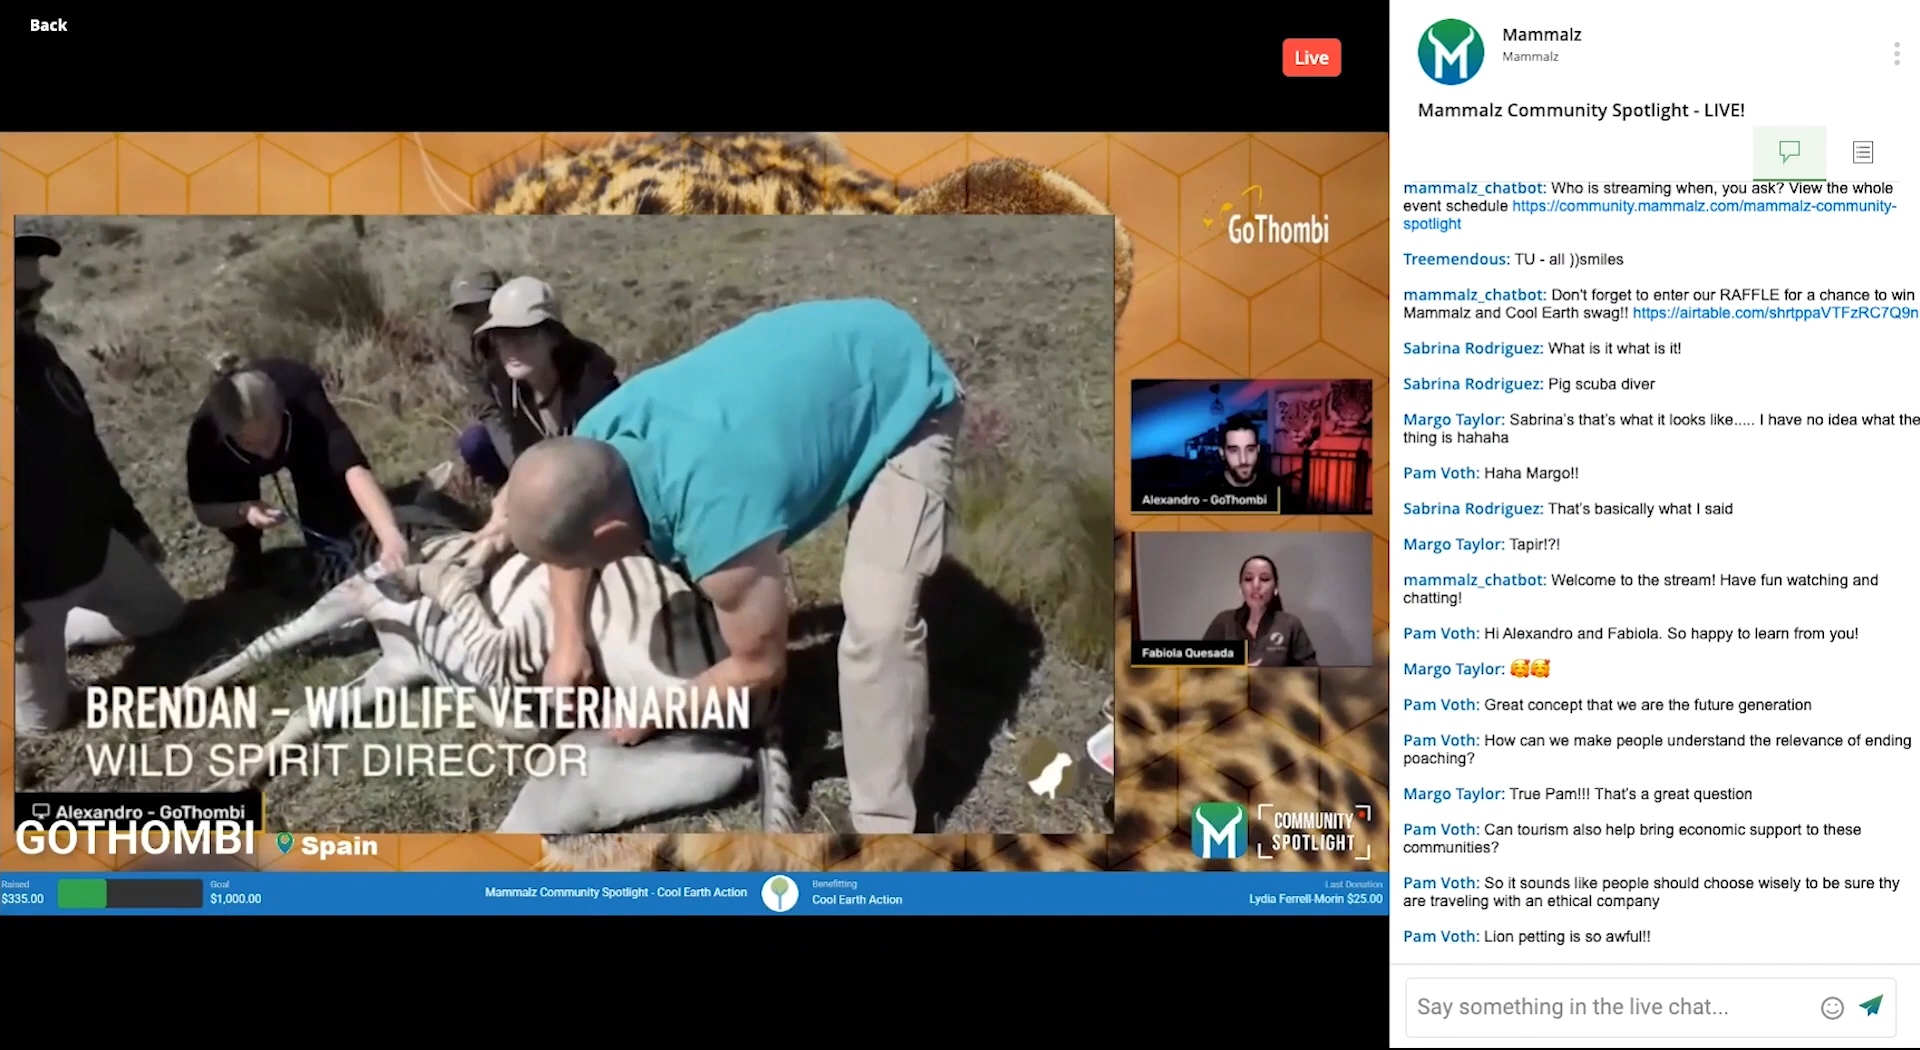 Back
Live
GoThombi
BRENDAN - WILDLIFE VETERINARIAN
WILD SPIRIT DIRECTOR
Alexandro - GoThombi
GOTHOMBI
Spain
Alexandro - GoThombi
Fabiola Quesada
M
COMMUNITY
SPOTLIGHT
Raised
$335.00
Goal
$1,000.00
Mammalz Community Spotlight - Cool Earth Action
Benefitting
Cool Earth Action
Last Donation
Lydia Ferrell-Morin $25.00
M
Mammalz
Mammalz
Mammalz Community Spotlight - LIVE!
mammalz_chatbot: Who is streaming when, you ask? View the whole
event schedule https://community.mammalz.com/mammalz-community-
spotlight
Treemendous: TU - all ))smiles
mammalz_chatbot: Don't forget to enter our RAFFLE for a chance to win
Mammalz and Cool Earth swag!! https://airtable.com/shrtppaVTFzRC7Q9n
Sabrina Rodriguez: What is it what is it!
Sabrina Rodriguez: Pig scuba diver
Margo Taylor: Sabrina's that's what it looks like..... I have no idea what the
thing is hahaha
Pam Voth: Haha Margo!!
Sabrina Rodriguez: That's basically what I said
Margo Taylor: Tapir!?!
mammalz_chatbot: Welcome to the stream! Have fun watching and
chatting!
Pam Voth: Hi Alexandro and Fabiola. So happy to learn from you!
Margo Taylor: 🥰🥰
Pam Voth: Great concept that we are the future generation
Pam Voth: How can we make people understand the relevance of ending
poaching?
Margo Taylor: True Pam!!! That's a great question
Pam Voth: Can tourism also help bring economic support to these
communities?
Pam Voth: So it sounds like people should choose wisely to be sure thy
are traveling with an ethical company
Pam Voth: Lion petting is so awful!!
Say something in the live chat...